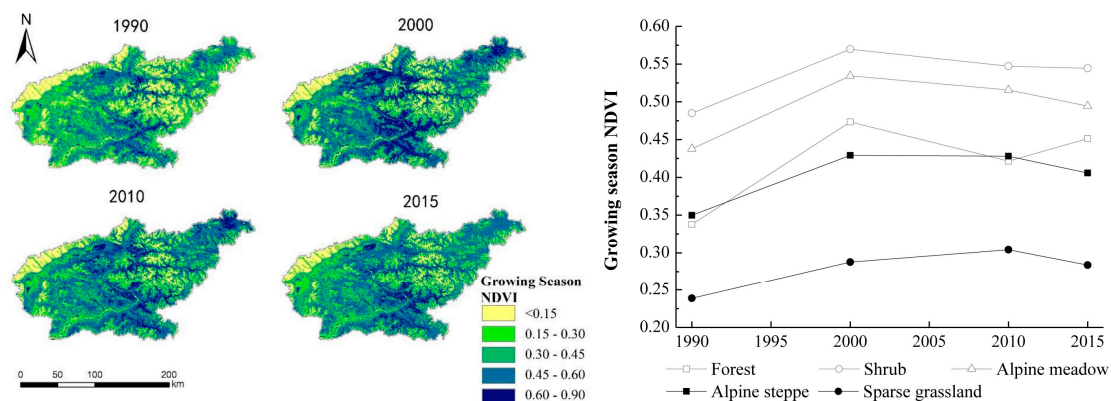 N
1990
2000
2010
2015
Growing Season
NDVI
<0.15
0.15 - 0.30
0.30 - 0.45
0.45 - 0.60
0.60 - 0.90
0 50 100 200
km
Growing season NDVI
0.60
0.55
0.50
0.45
0.40
0.35
0.30
0.25
0.20
1990 1995 2000 2005 2010 2015
Forest Shrub Alpine meadow
Alpine steppe Sparse grassland